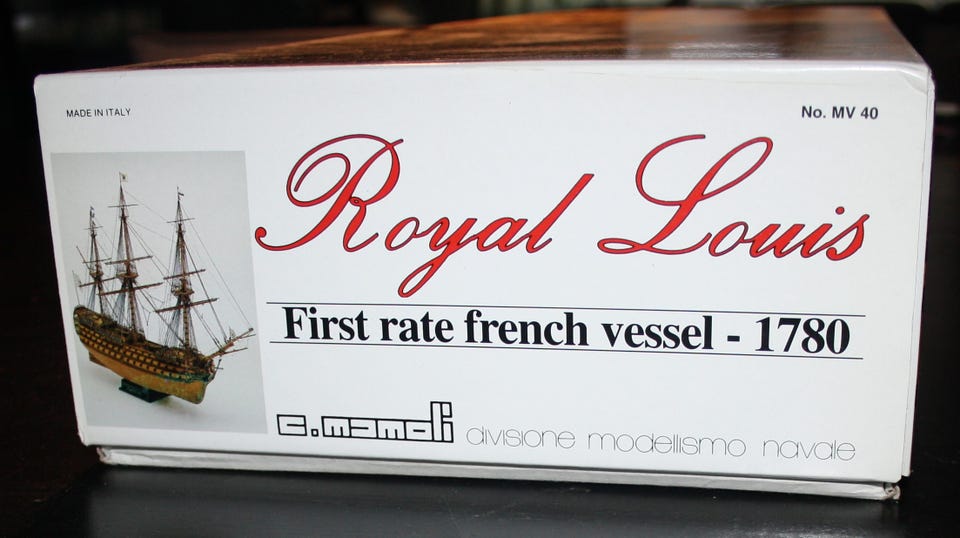 MADE IN ITALY
No. MV 40
Royal Louis
First rate french vessel - 1780
c.mamoli divisione modellismo navale